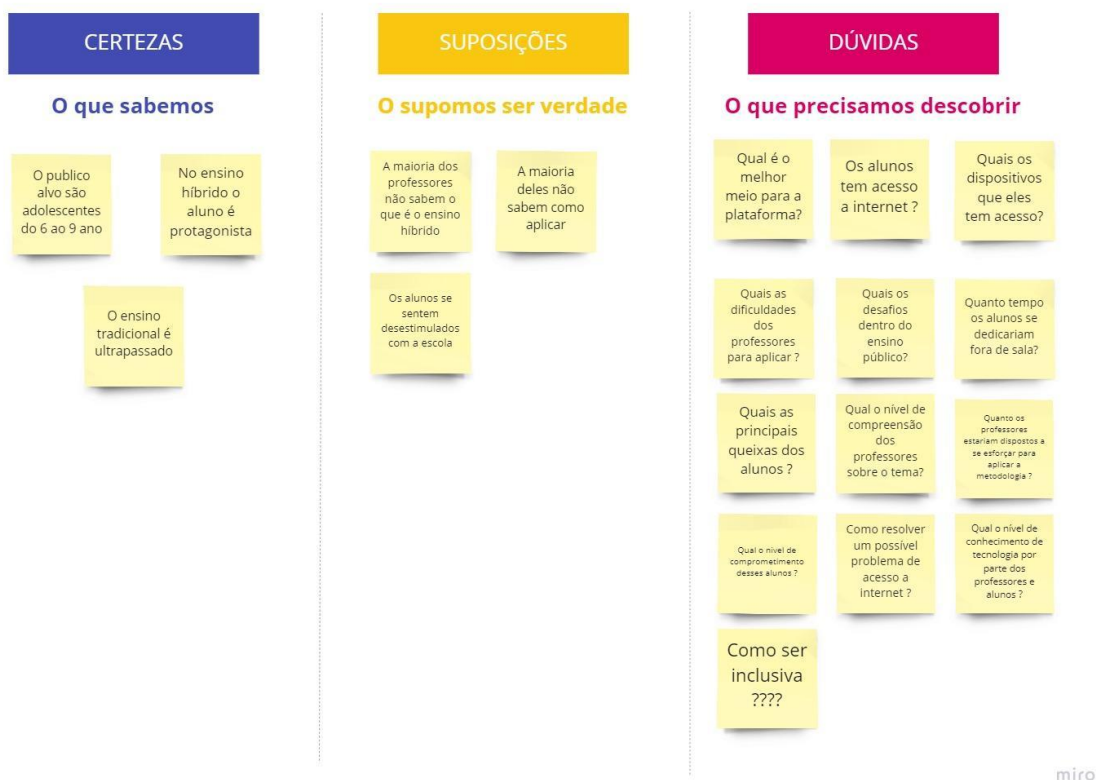 CERTEZAS
O que sabemos
O publico
alvo são
adolescentes
do 6 ao 9 ano
No ensino
híbrido o
aluno é
protagonista
O ensino
tradicional é
ultrapassado
SUPOSIÇÕES
O supomos ser verdade
A maioria dos
professores
não sabem o
que é o ensino
híbrido
A maioria
deles não
sabem como
aplicar
Os alunos se
sentem
desestimulados
com a escola
DÚVIDAS
O que precisamos descobrir
Qual é o
melhor
meio para a
plataforma?
Os alunos
tem acesso
a internet ?
Quais os
dispositivos
que eles
tem acesso?
Quais as
dificuldades
dos
professores
para aplicar ?
Quais os
desafios
dentro do
ensino
público?
Quanto tempo
os alunos se
dedicariam
fora de sala?
Quais as
principais
queixas dos
alunos ?
Qual o nível de
compreensão
dos
professores
sobre o tema?
Quanto os
professores
estariam dispostos a
se esforçar para
aplicar a
metodologia ?
Qual o nivel de
comprometimento
desses alunos ?
Como resolver
um possível
problema de
acesso a
internet ?
Qual o nível de
conhecimento de
tecnologia por
parte dos
professores e
alunos ?
Como ser
inclusiva
????
miro